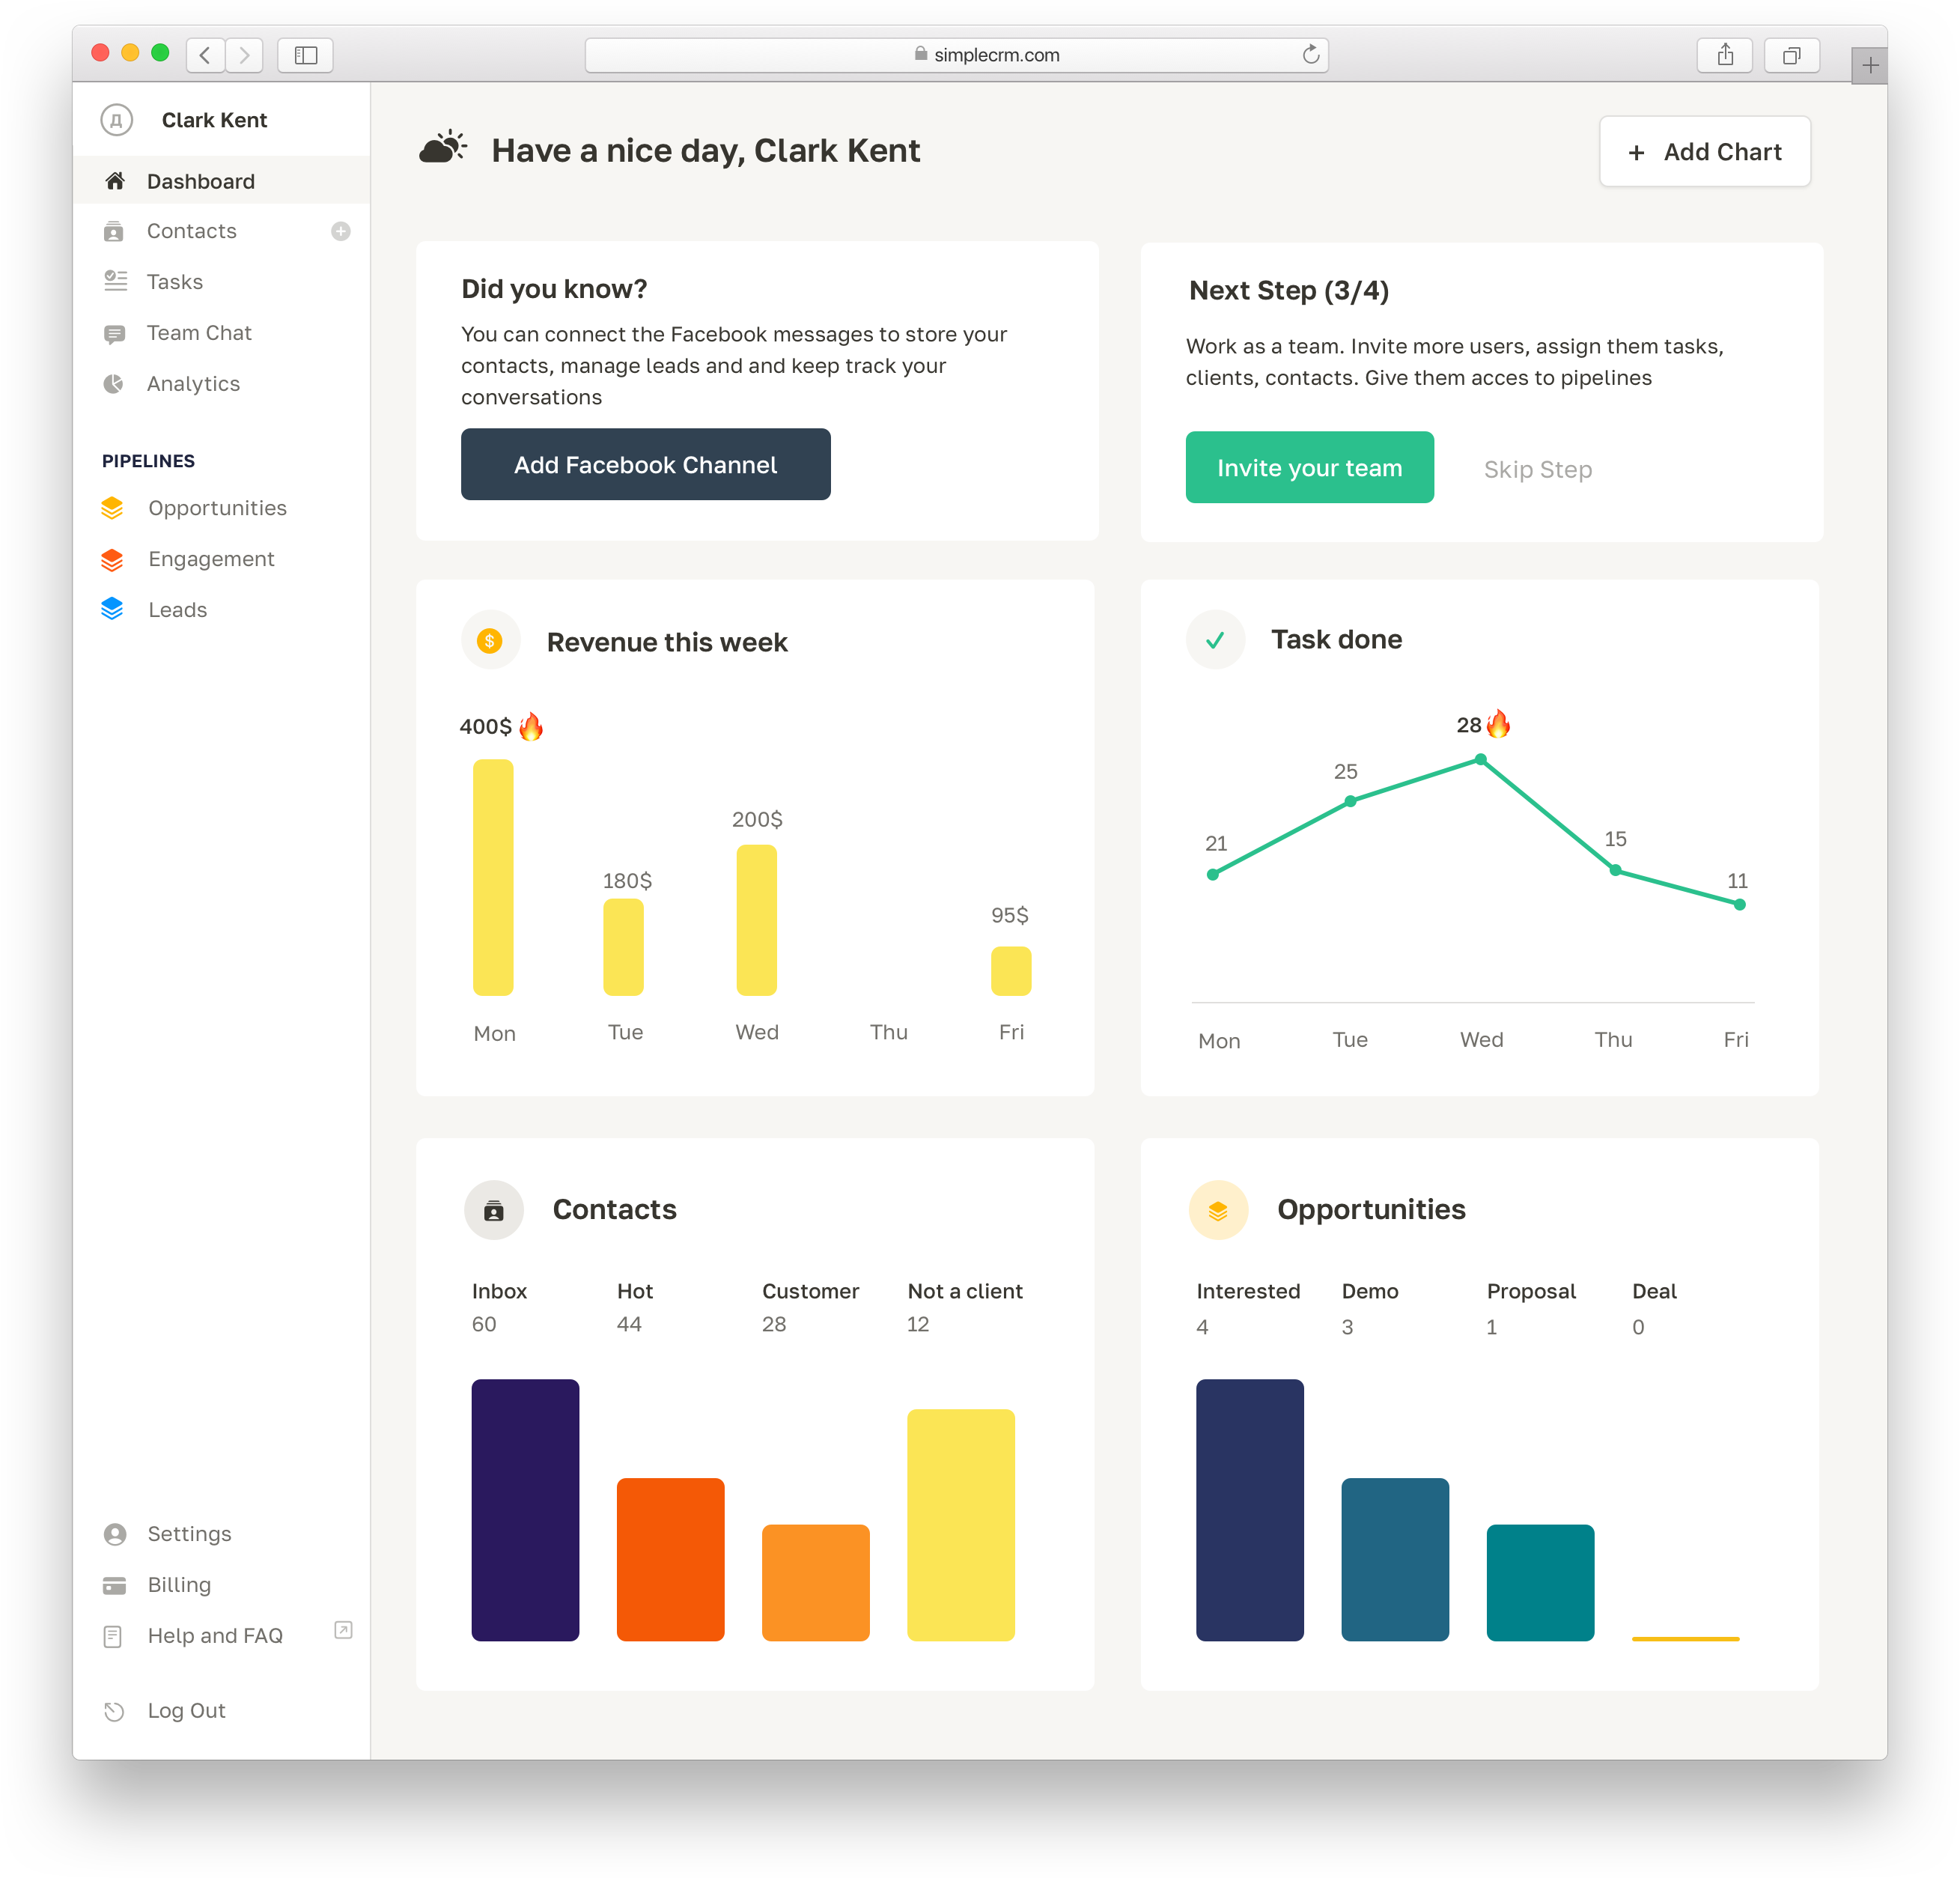 simplecrm.com
Д
Clark Kent
Dashboard
Contacts
Tasks
Team Chat
Analytics
PIPELINES
Opportunities
Engagement
Leads
Settings
Billing
Help and FAQ
Log Out
Have a nice day, Clark Kent
+ Add Chart
Did you know?
You can connect the Facebook messages to store your
contacts, manage leads and and keep track your
conversations
Add Facebook Channel
Next Step (3/4)
Work as a team. Invite more users, assign them tasks,
clients, contacts. Give them acces to pipelines
Invite your team Skip Step
$
Revenue this week
400$🔥
200$
180$
95$
Mon Tue Wed Thu Fri
Task done
28🔥
25
21
15
11
Mon Tue Wed Thu Fri
Contacts
Inbox Hot Customer Not a client
60 44 28 12
Opportunities
Interested Demo Proposal Deal
4 3 1 0